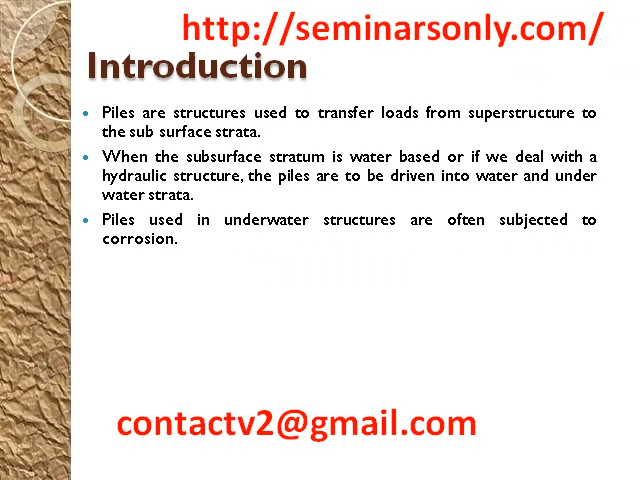 http://seminarsonly.com/
Introduction
• Piles are structures used to transfer loads from superstructure to
the sub surface strata.
• When the subsurface stratum is water based or if we deal with a
hydraulic structure, the piles are to be driven into water and under
water strata.
• Piles used in underwater structures are often subjected to
corrosion.
contactv2@gmail.com